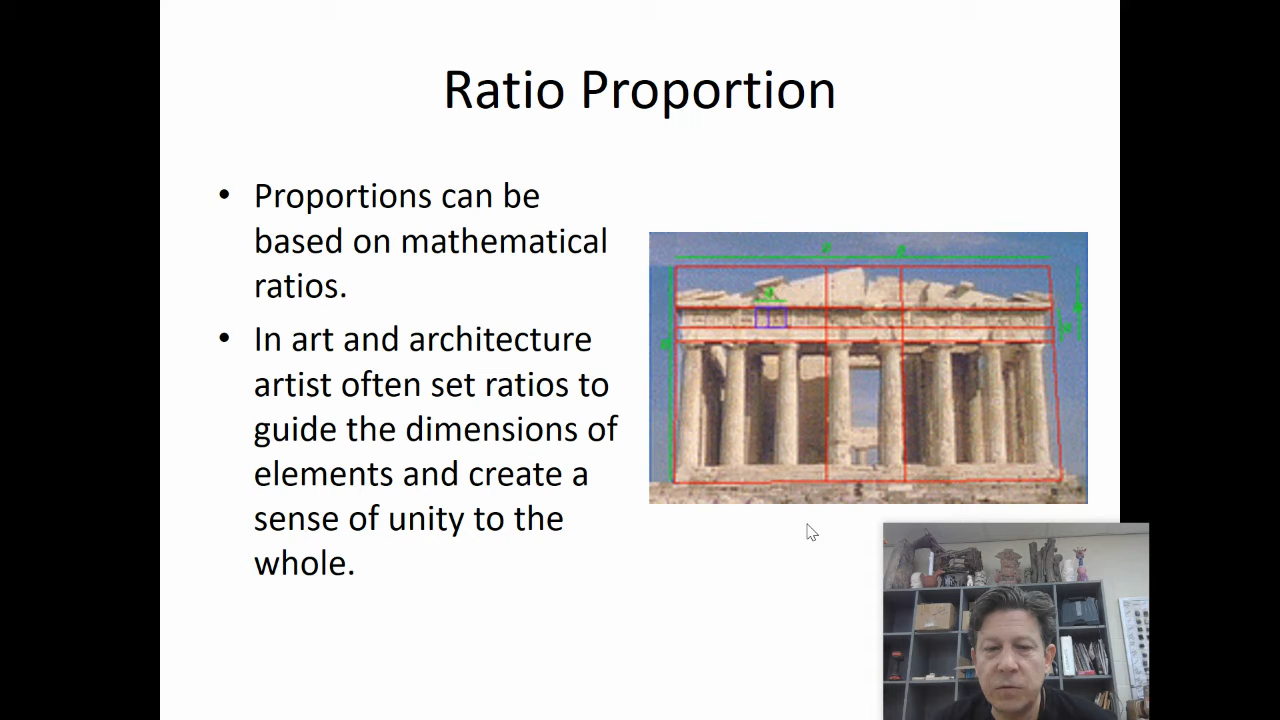 Ratio Proportion
• Proportions can be
based on mathematical
ratios.
• In art and architecture
artist often set ratios to
guide the dimensions of
elements and create a
sense of unity to the
whole.